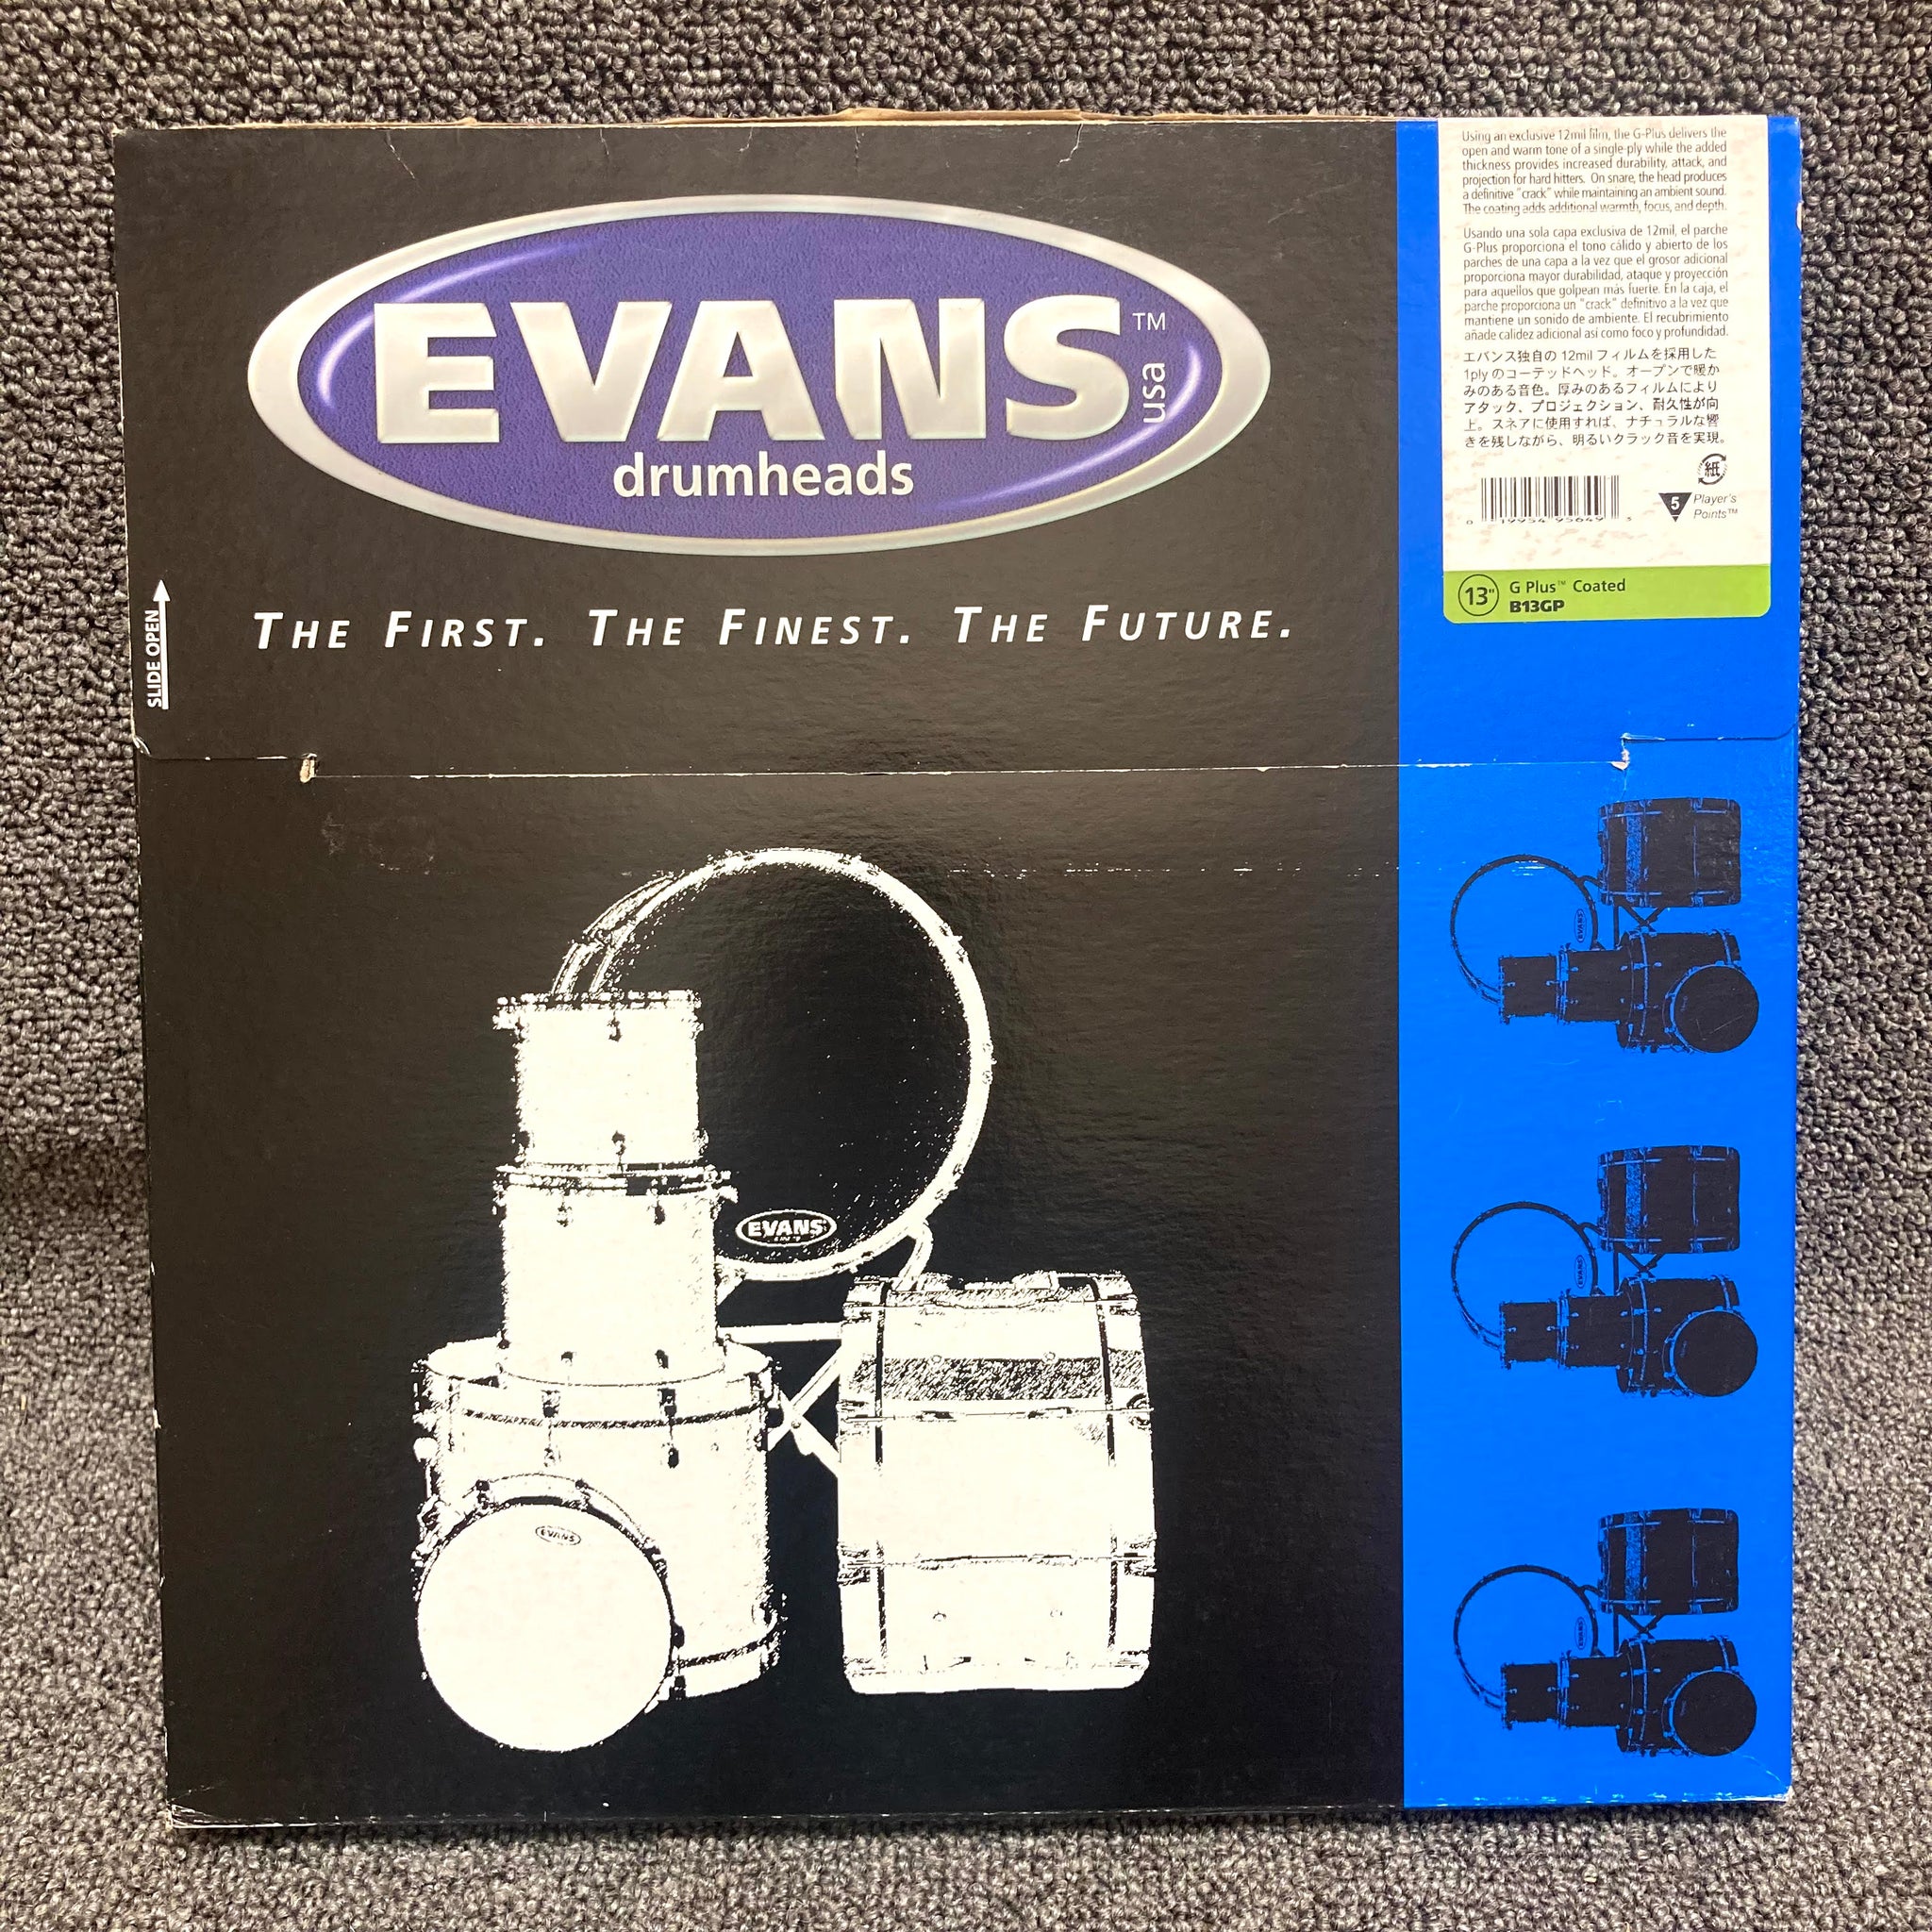 EVANS™
usa
drumheads
THE FIRST. THE FINEST. THE FUTURE.
SLIDE OPEN
EVANS
EVANS
Using an exclusive 12mil film, the G-Plus delivers the
open and warm tone of a single-ply while the added
thickness provides increased durability, attack, and
projection for hard hitters. On snare, the head produces
a definitive "crack" while maintaining an ambient sound.
The coating adds additional warmth, focus, and depth.
Usando una sola capa exclusiva de 12mil, el parche
G-Plus proporciona el tono cálido y abierto de los
parches de una capa a la vez que el grosor adicional
proporciona mayor durabilidad, ataque y proyección
para aquellos que golpean más fuerte. En la caja, el
parche proporciona un "crack" definitivo a la vez que
mantiene un sonido de ambiente. El recubrimiento
añade calidez adicional así como foco y profundidad.
エバンス独自の 12mil フィルムを採用した
1ply のコーテッドヘッド。オープンで暖か
みのある音色。厚みのあるフィルムにより
アタック、プロジェクション、耐久性が向
上。スネアに使用すれば、ナチュラルな響
きを残しながら、明るいクラック音を実現。
紙
0 19954 95649 3
5 Player's
Points™
13" G Plus™ Coated
B13GP
EVANS
EVANS
EVANS